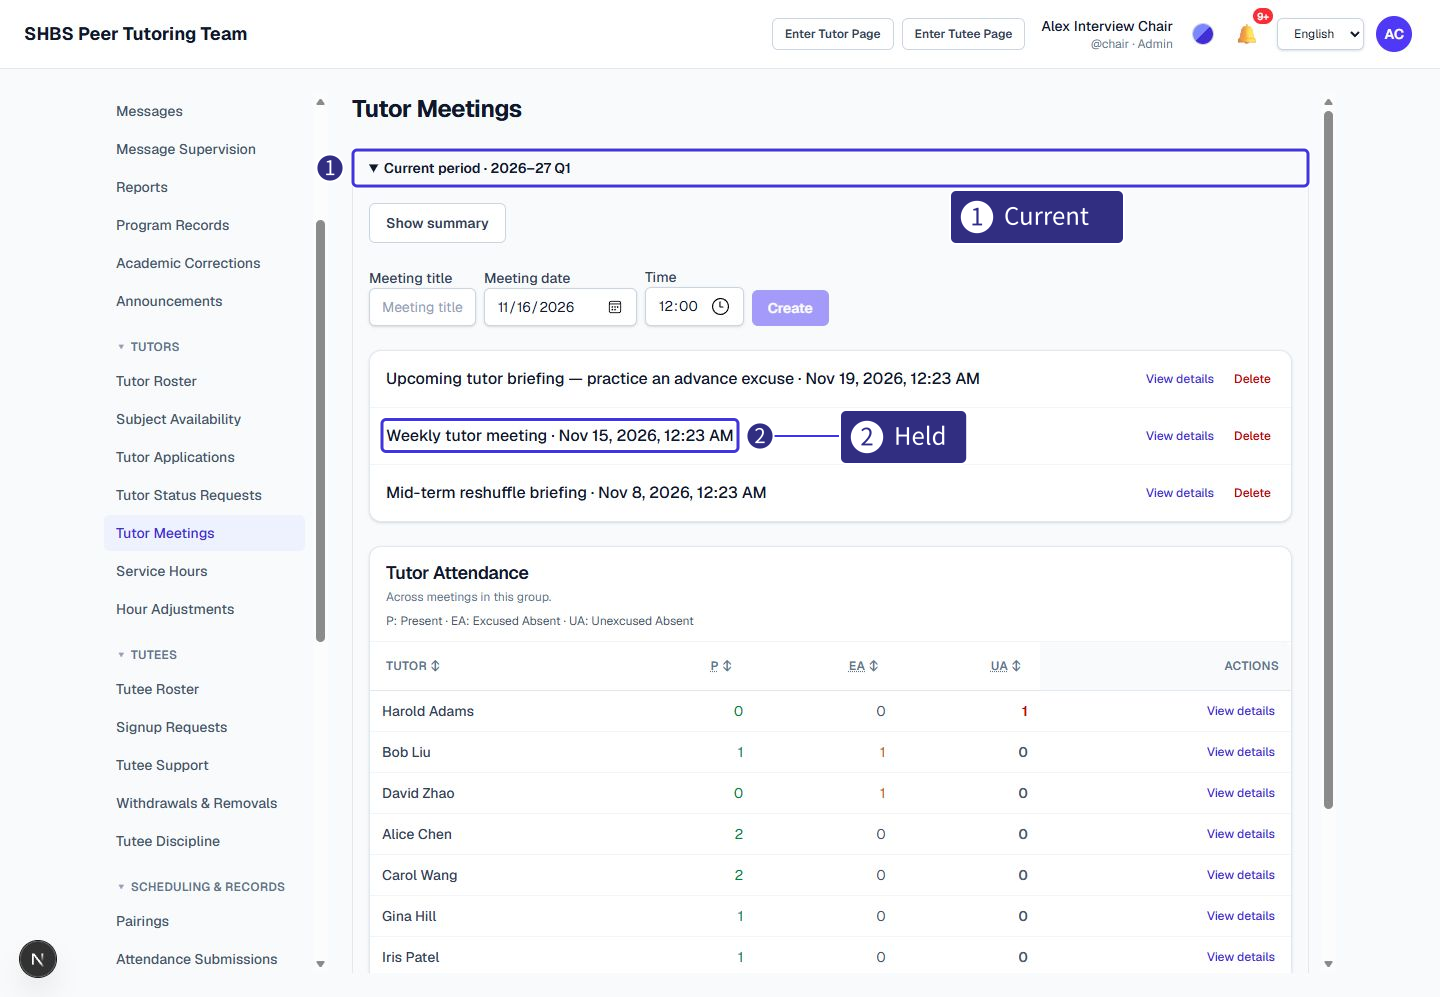 SHBS Peer Tutoring Team
Enter Tutor Page
Enter Tutee Page
Alex Interview Chair
@chair · Admin
9+
English
AC
Messages
Message Supervision
Reports
Program Records
Academic Corrections
Announcements
▼ TUTORS
Tutor Roster
Subject Availability
Tutor Applications
Tutor Status Requests
Tutor Meetings
Service Hours
Hour Adjustments
▼ TUTEES
Tutee Roster
Signup Requests
Tutee Support
Withdrawals & Removals
Tutee Discipline
▼ SCHEDULING & RECORDS
Pairings
Attendance Submissions
N
Tutor Meetings
1
▼ Current period · 2026–27 Q1
1 Current
Show summary
Meeting title Meeting date Time
Meeting title 11/16/2026 12:00 Create
Upcoming tutor briefing — practice an advance excuse · Nov 19, 2026, 12:23 AM View details Delete
Weekly tutor meeting · Nov 15, 2026, 12:23 AM 2 2 Held View details Delete
Mid-term reshuffle briefing · Nov 8, 2026, 12:23 AM View details Delete
Tutor Attendance
Across meetings in this group.
P: Present · EA: Excused Absent · UA: Unexcused Absent
TUTOR P EA UA ACTIONS
Harold Adams 0 0 1 View details
Bob Liu 1 1 0 View details
David Zhao 0 1 0 View details
Alice Chen 2 0 0 View details
Carol Wang 2 0 0 View details
Gina Hill 1 0 0 View details
Iris Patel 1 0 0 View details